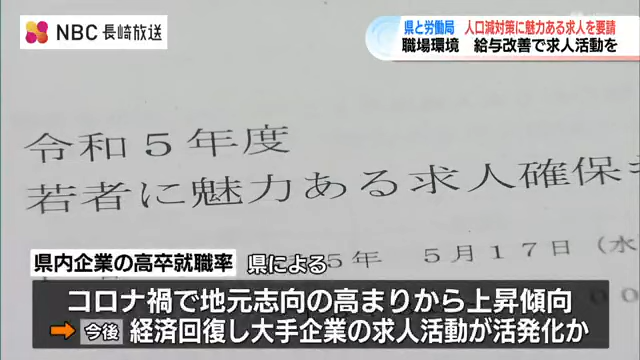 NBC 長崎放送
県と労働局 人口減対策に魅力ある求人を要請
職場環境 給与改善で求人活動を
令和5年度
若者に魅力ある求人確保
5年 5月17日(水
県内企業の高卒就職率 県による
コロナ禍で地元志向の高まりから上昇傾向
今後 経済回復し大手企業の求人活動が活発化か